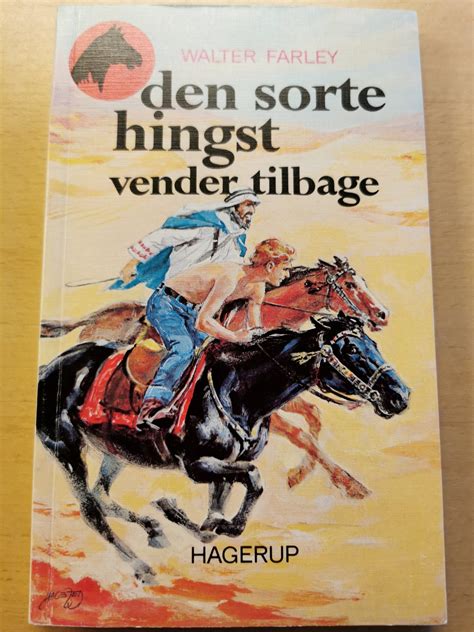 WALTER FARLEY
den sorte
hingst
vender tilbage
HAGERUP